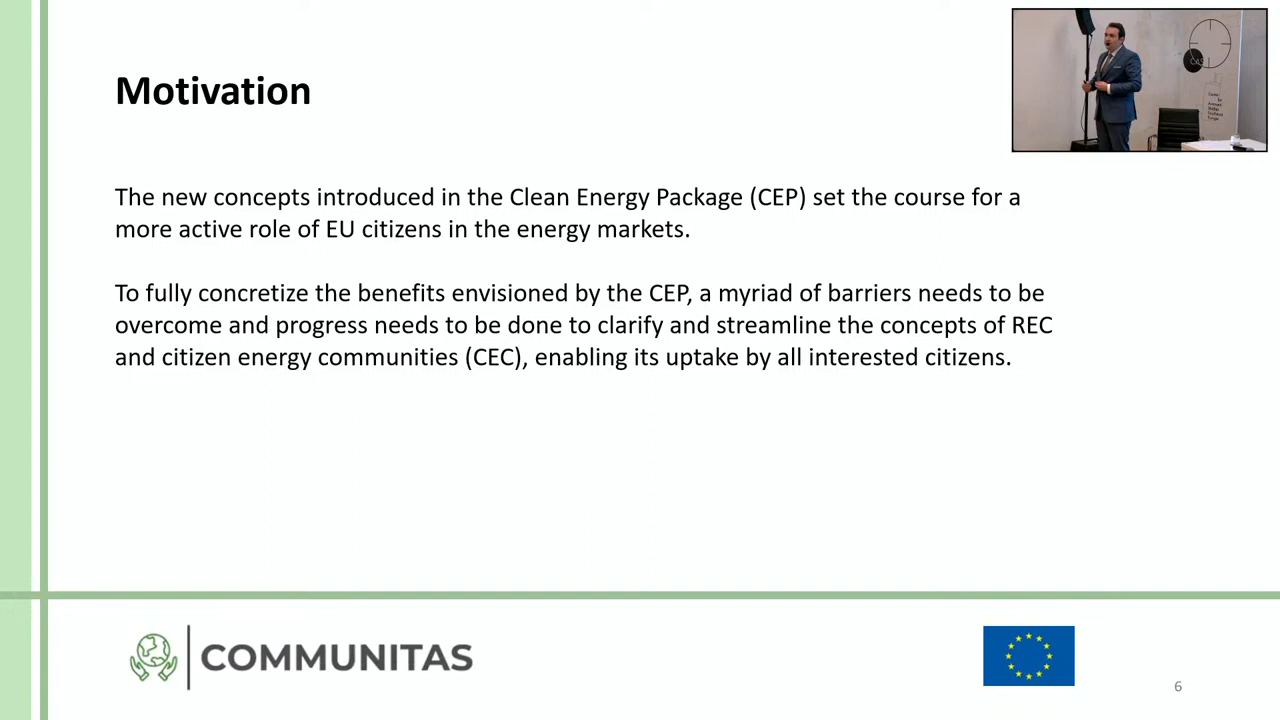 Motivation
The new concepts introduced in the Clean Energy Package (CEP) set the course for a
more active role of EU citizens in the energy markets.
To fully concretize the benefits envisioned by the CEP, a myriad of barriers needs to be
overcome and progress needs to be done to clarify and streamline the concepts of REC
and citizen energy communities (CEC), enabling its uptake by all interested citizens.
CAS
COMMUNITAS
6